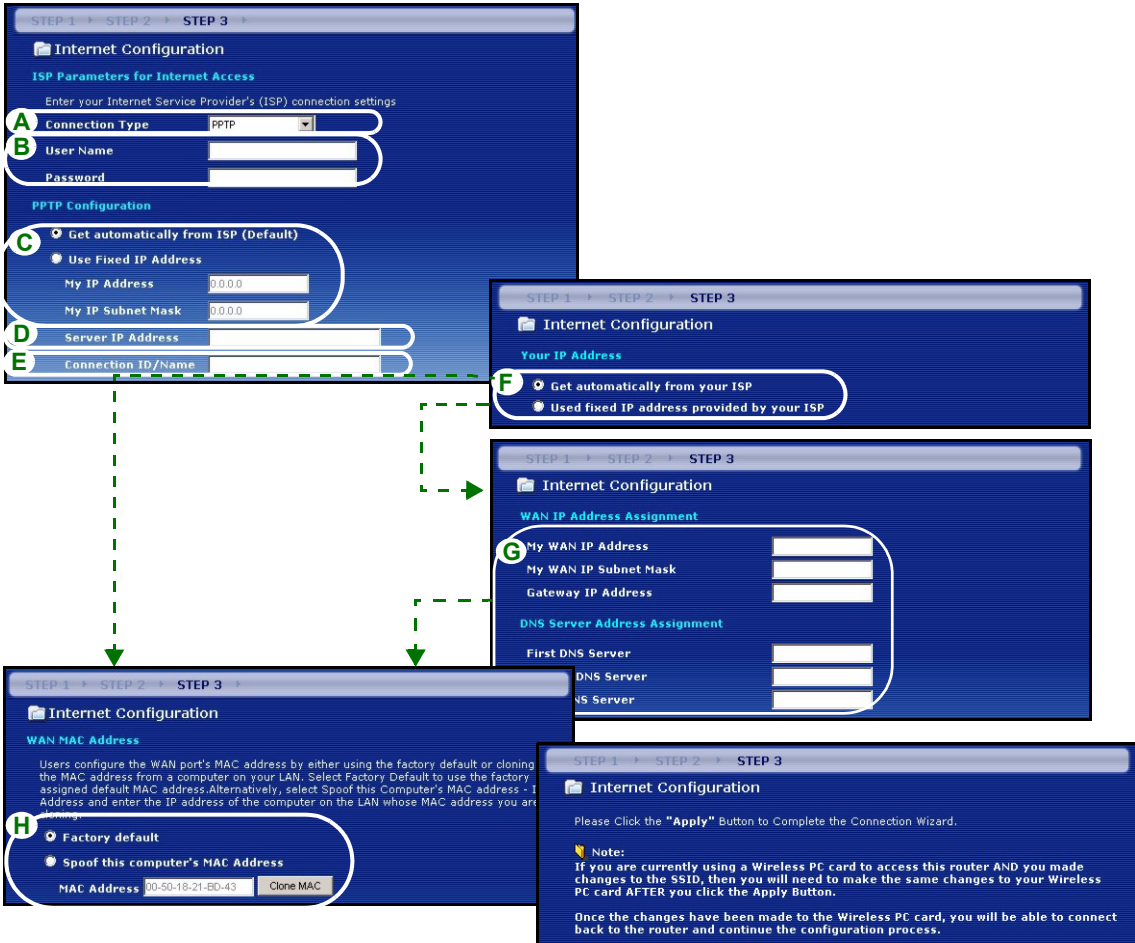 STEP 1 STEP 2 STEP 3
Internet Configuration
ISP Parameters for Internet Access
Enter your Internet Service Provider's (ISP) connection settings
A Connection Type PPTP
B User Name
Password
PPTP Configuration
C Get automatically from ISP (Default)
Use Fixed IP Address
My IP Address 0.0.0.0
My IP Subnet Mask 0.0.0.0
D Server IP Address
E Connection ID/Name
STEP 1 STEP 2 STEP 3
Internet Configuration
Your IP Address
F Get automatically from your ISP
Used fixed IP address provided by your ISP
STEP 1 STEP 2 STEP 3
Internet Configuration
WAN IP Address Assignment
G My WAN IP Address
My WAN IP Subnet Mask
Gateway IP Address
DNS Server Address Assignment
First DNS Server
DNS Server
Server
STEP 1 STEP 2 STEP 3
Internet Configuration
WAN MAC Address
Users configure the WAN port's MAC address by either using the factory default or cloning
the MAC address from a computer on your LAN. Select Factory Default to use the factory
assigned default MAC address.Alternatively, select Spoof this Computer's MAC address -
Address and enter the IP address of the computer on the LAN whose MAC address you are
cloning.
H Factory default
Spoof this computer's MAC Address
MAC Address 00-50-18-21-BD-43 Clone MAC
STEP 1 STEP 2 STEP 3
Internet Configuration
Please Click the "Apply" Button to Complete the Connection Wizard.
Note:
If you are currently using a Wireless PC card to access this router AND you made
changes to the SSID, then you will need to make the same changes to your Wireless
PC card AFTER you click the Apply Button.
Once the changes have been made to the Wireless PC card, you will be able to connect
back to the router and continue the configuration process.